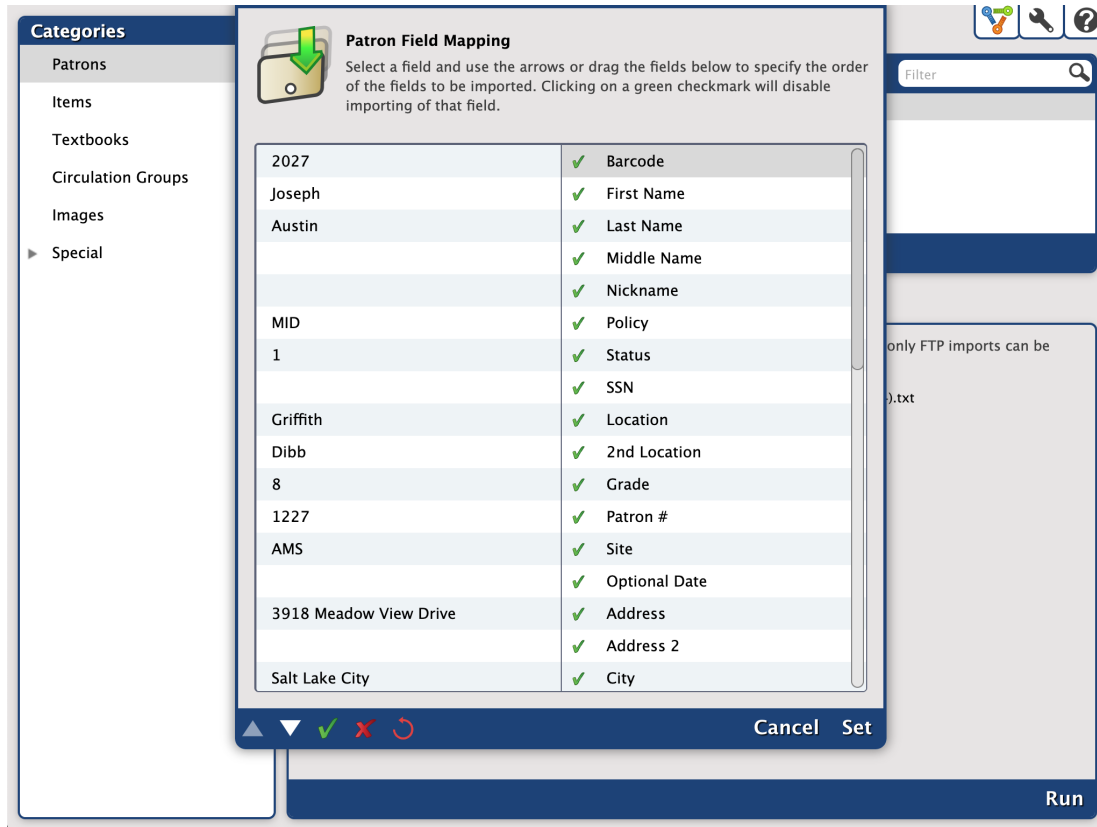 Categories
Patrons
Items
Textbooks
Circulation Groups
Images
Special
Patron Field Mapping
Select a field and use the arrows or drag the fields below to specify the order
of the fields to be imported. Clicking on a green checkmark will disable
importing of that field.
2027 Barcode
Joseph First Name
Austin Last Name
Middle Name
Nickname
MID Policy
1 Status
SSN
Griffith Location
Dibb 2nd Location
8 Grade
1227 Patron #
AMS Site
Optional Date
3918 Meadow View Drive Address
Address 2
Salt Lake City City
Cancel Set
?
Filter
only FTP imports can be
).txt
Run